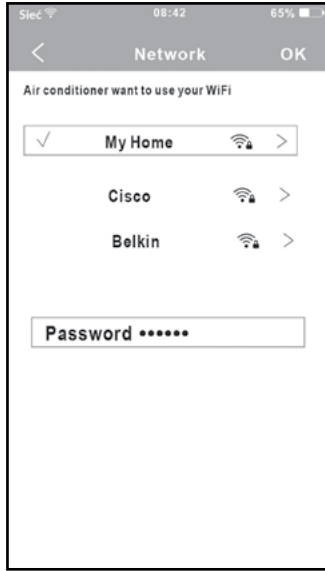 Sieć 08:42 65%
Network OK
Air conditioner want to use your WiFi
My Home
Cisco
Belkin
Password ••••••